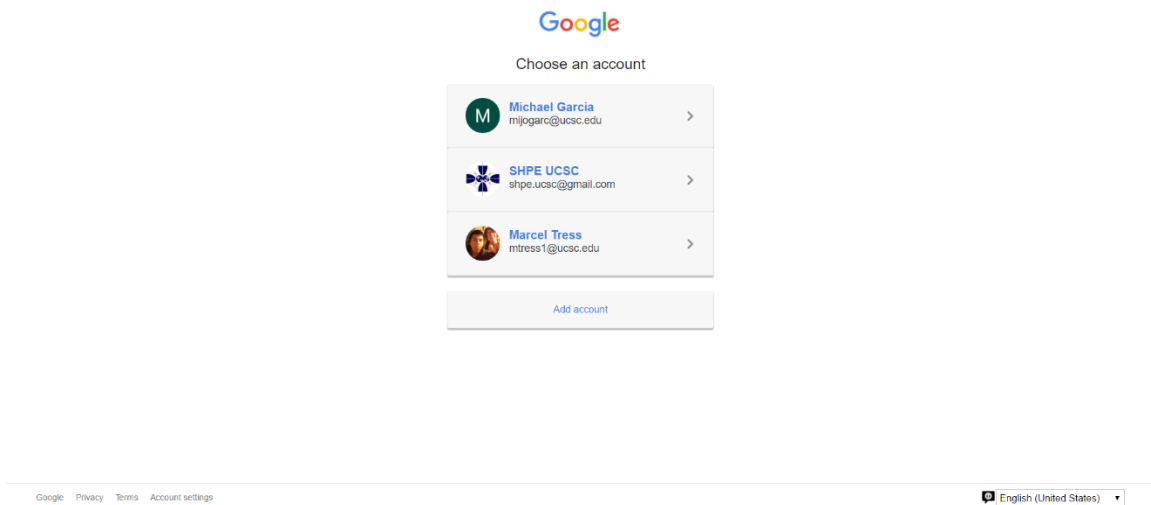 Google
Choose an account
M
Michael Garcia
mijogarc@ucsc.edu
SHPE UCSC
shpe.ucsc@gmail.com
Marcel Tress
mtress1@ucsc.edu
Add account
Google Privacy Terms Account settings
English (United States)